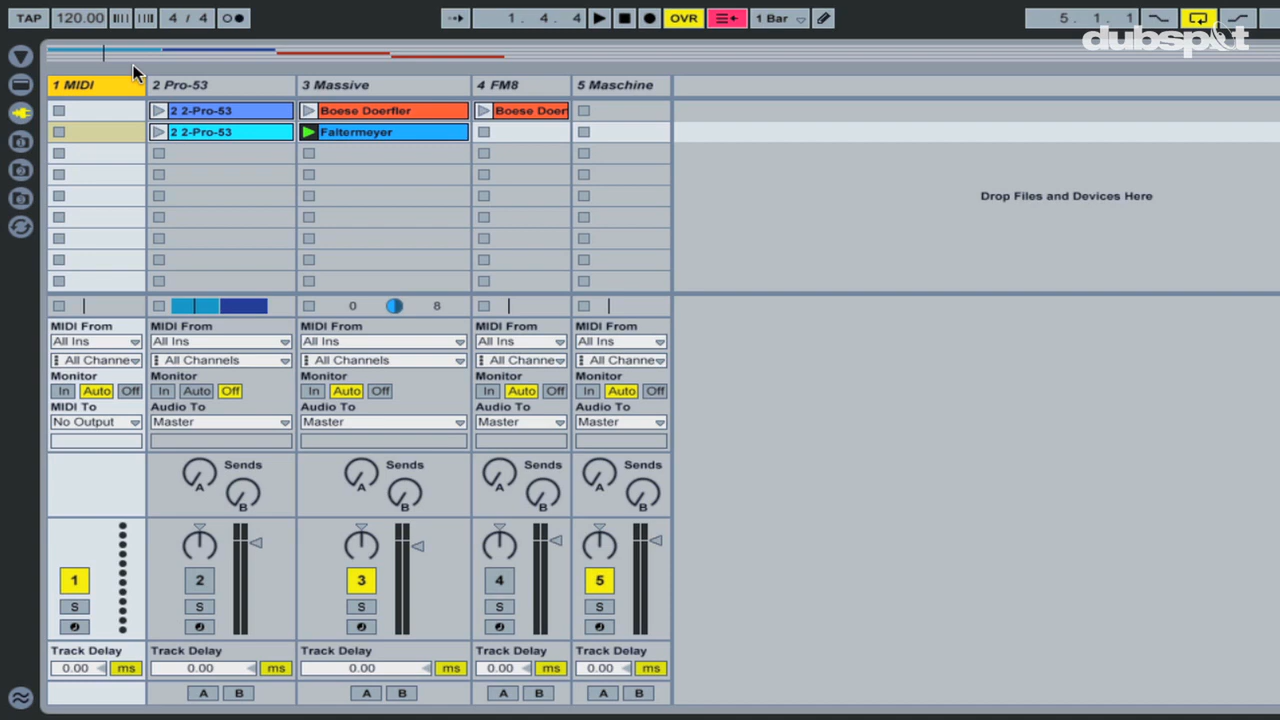 TAP 120.00 4 / 4 1. 4. 4 OVR 1 Bar 5. 1. 1
dubspot
1 MIDI 2 Pro-53 3 Massive 4 FM8 5 Maschine
2 2-Pro-53 Boese Doerfler Boese Doer
2 2-Pro-53 Faltermeyer
Drop Files and Devices Here
0 8
MIDI From MIDI From MIDI From MIDI From MIDI From
All Ins All Ins All Ins All Ins All Ins
All Channe All Channels All Channels All Channe All Channe
Monitor Monitor Monitor Monitor Monitor
In Auto Off In Auto Off In Auto Off In Auto Off In Auto Off
MIDI To Audio To Audio To Audio To Audio To
No Output Master Master Master Master
Sends Sends Sends Sends
A A A A
B B B B
1 2 3 4 5
S S S S S
Track Delay Track Delay Track Delay Track Delay Track Delay
0.00 ms 0.00 ms 0.00 ms 0.00 ms 0.00 ms
A B A B A B A B